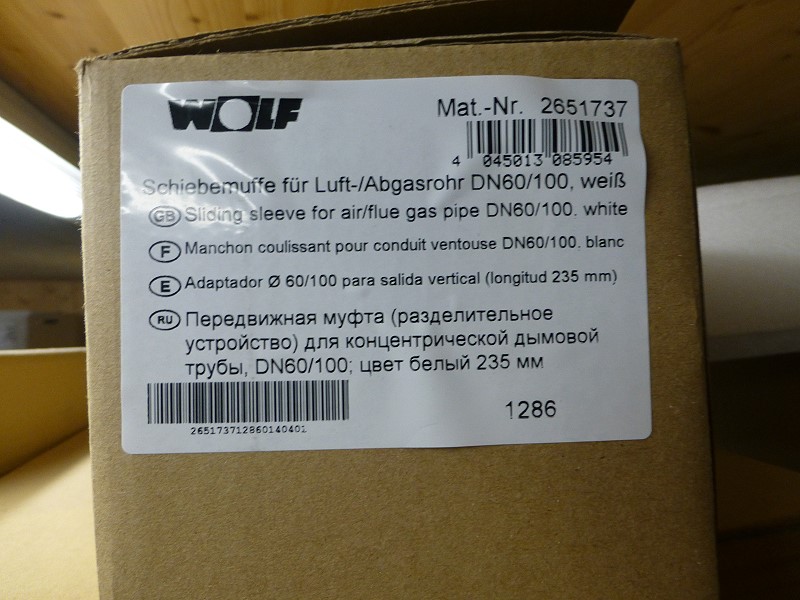 WOLF
Mat.-Nr. 2651737
4 045013 085954
Schiebemuffe für Luft-/Abgasrohr DN60/100, weiß
GB Sliding sleeve for air/flue gas pipe DN60/100. white
F Manchon coulissant pour conduit ventouse DN60/100. blanc
E Adaptador Ø 60/100 para salida vertical (longitud 235 mm)
RU Передвижная муфта (разделительное
устройство) для концентрической дымовой
трубы, DN60/100; цвет белый 235 мм
265173712860140401
1286